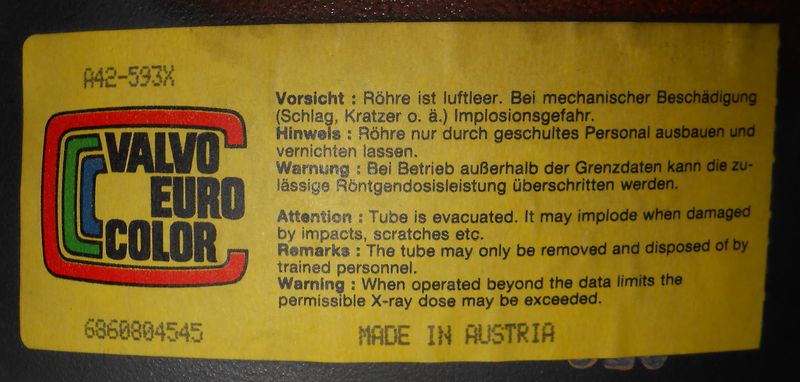 A42-593X
VALVO
EURO
COLOR
Vorsicht : Röhre ist luftleer. Bei mechanischer Beschädigung
(Schlag, Kratzer o. ä.) Implosionsgefahr.
Hinweis : Röhre nur durch geschultes Personal ausbauen und
vernichten lassen.
Warnung : Bei Betrieb außerhalb der Grenzdaten kann die zu-
lässige Röntgendosisleistung überschritten werden.
Attention : Tube is evacuated. It may implode when damaged
by impacts, scratches etc.
Remarks : The tube may only be removed and disposed of by
trained personnel.
Warning : When operated beyond the data limits the
permissible X-ray dose may be exceeded.
6860804545
MADE IN AUSTRIA